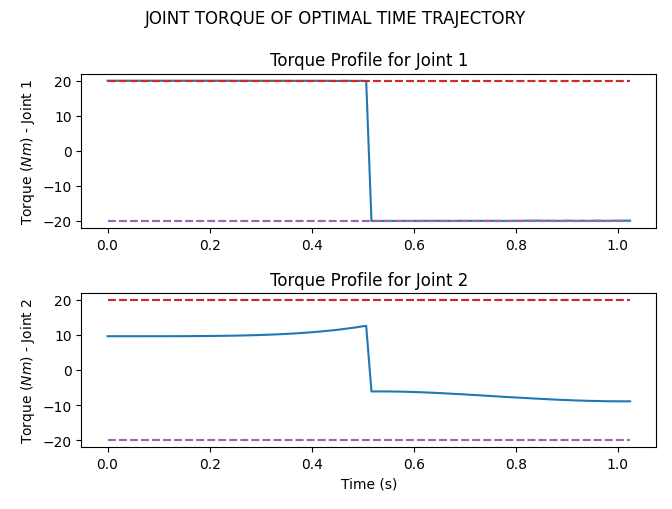 JOINT TORQUE OF OPTIMAL TIME TRAJECTORY
Torque Profile for Joint 1
Torque (Nm) - Joint 1
20
10
0
−10
−20
0.0 0.2 0.4 0.6 0.8 1.0
Torque Profile for Joint 2
Torque (Nm) - Joint 2
20
10
0
−10
−20
0.0 0.2 0.4 0.6 0.8 1.0
Time (s)